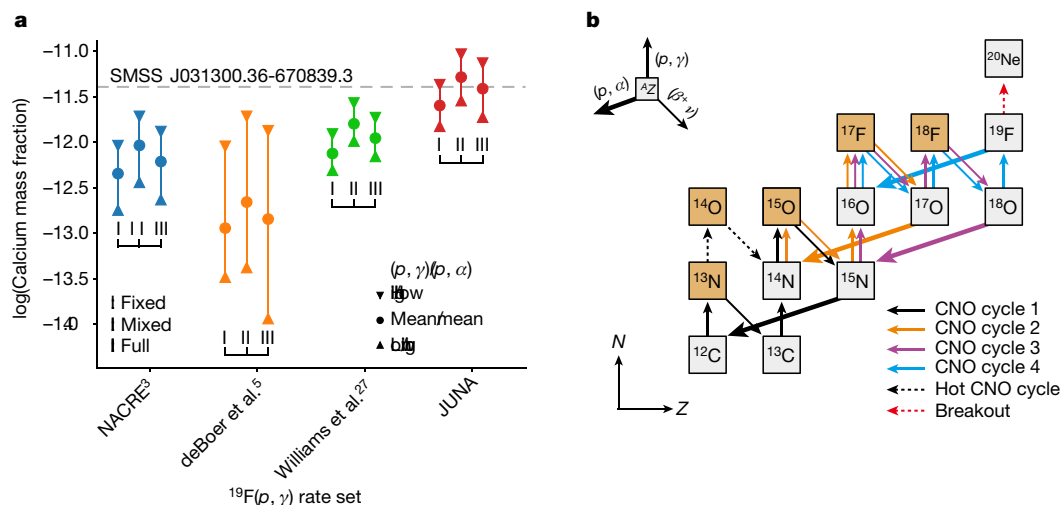 a
−11.0
−11.5
−12.0
−12.5
−13.0
−13.5
−14.0
log(Calcium mass fraction)
SMSS J031300.36-670839.3
I II III
I II III
I II III
I II III
I Fixed
I Mixed
I Full
(p, γ)/(p, α)
Mean/mean
NACRE³
deBoer et al.⁵
Williams et al.²⁷
JUNA
¹⁹F(p, γ) rate set
b
(p, γ)
(p, α)
ᴬZ
(β⁺ν)
²⁰Ne
¹⁷F
¹⁸F
¹⁹F
¹⁴O
¹⁵O
¹⁶O
¹⁷O
¹⁸O
¹³N
¹⁴N
¹⁵N
¹²C
¹³C
N
Z
CNO cycle 1
CNO cycle 2
CNO cycle 3
CNO cycle 4
Hot CNO cycle
Breakout